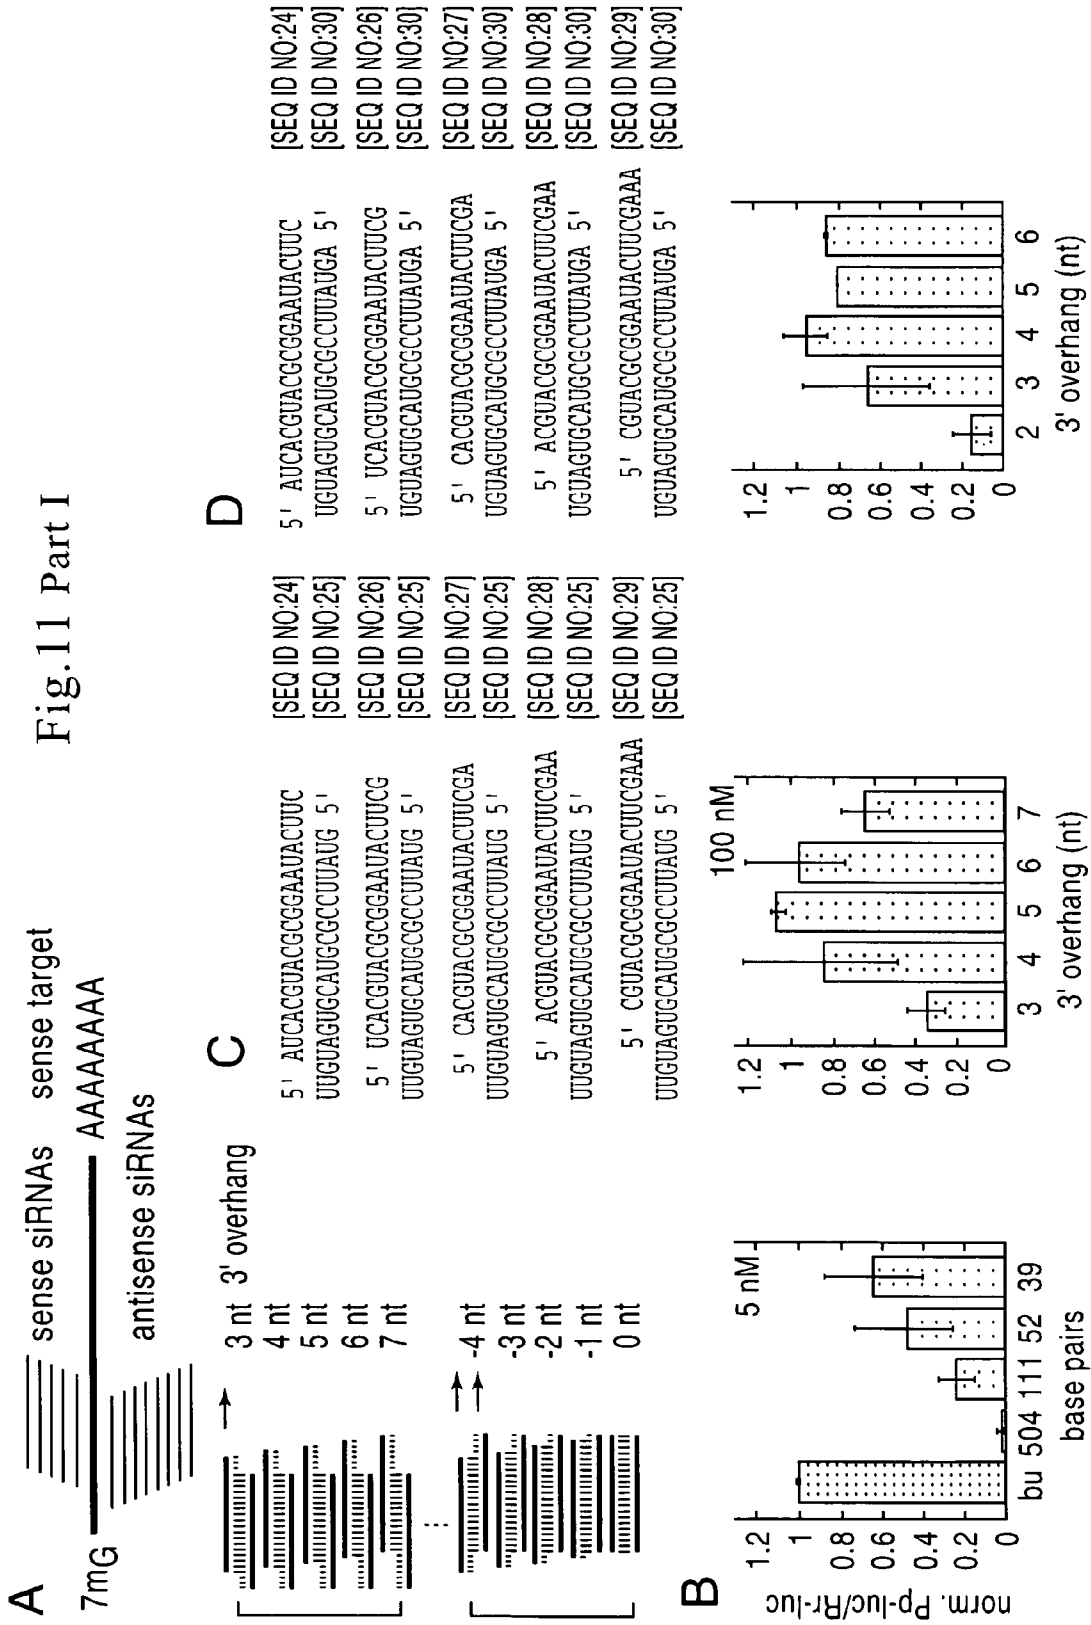 Fig.11 Part I
A
sense siRNAs
sense target
7mG
AAAAAAAA
antisense siRNAs
3' overhang
3 nt
4 nt
5 nt
6 nt
7 nt
-4 nt
-3 nt
-2 nt
-1 nt
0 nt
B
norm. Pp-luc/Rr-luc
1.2
1
0.8
0.6
0.4
0.2
0
5 nM
bu 504 111 52 39
base pairs
C
5' AUCACGUACGCGGAAUACUUC [SEQ ID NO:24]
UUGUAGUGCAUGCGCCUUAUG 5' [SEQ ID NO:25]
5' UCACGUACGCGGAAUACUUCG [SEQ ID NO:26]
UUGUAGUGCAUGCGCCUUAUG 5' [SEQ ID NO:25]
5' CACGUACGCGGAAUACUUCGA [SEQ ID NO:27]
UUGUAGUGCAUGCGCCUUAUG 5' [SEQ ID NO:25]
5' ACGUACGCGGAAUACUUCGAA [SEQ ID NO:28]
UUGUAGUGCAUGCGCCUUAUG 5' [SEQ ID NO:25]
5' CGUACGCGGAAUACUUCGAAA [SEQ ID NO:29]
UUGUAGUGCAUGCGCCUUAUG 5' [SEQ ID NO:25]
1.2
1
0.8
0.6
0.4
0.2
0
100 nM
3 4 5 6 7
3' overhang (nt)
D
5' AUCACGUACGCGGAAUACUUC [SEQ ID NO:24]
UGUAGUGCAUGCGCCUUAUGA 5' [SEQ ID NO:30]
5' UCACGUACGCGGAAUACUUCG [SEQ ID NO:26]
UGUAGUGCAUGCGCCUUAUGA 5' [SEQ ID NO:30]
5' CACGUACGCGGAAUACUUCGA [SEQ ID NO:27]
UGUAGUGCAUGCGCCUUAUGA 5' [SEQ ID NO:30]
5' ACGUACGCGGAAUACUUCGAA [SEQ ID NO:28]
UGUAGUGCAUGCGCCUUAUGA 5' [SEQ ID NO:30]
5' CGUACGCGGAAUACUUCGAAA [SEQ ID NO:29]
UGUAGUGCAUGCGCCUUAUGA 5' [SEQ ID NO:30]
1.2
1
0.8
0.6
0.4
0.2
0
2 3 4 5 6
3' overhang (nt)